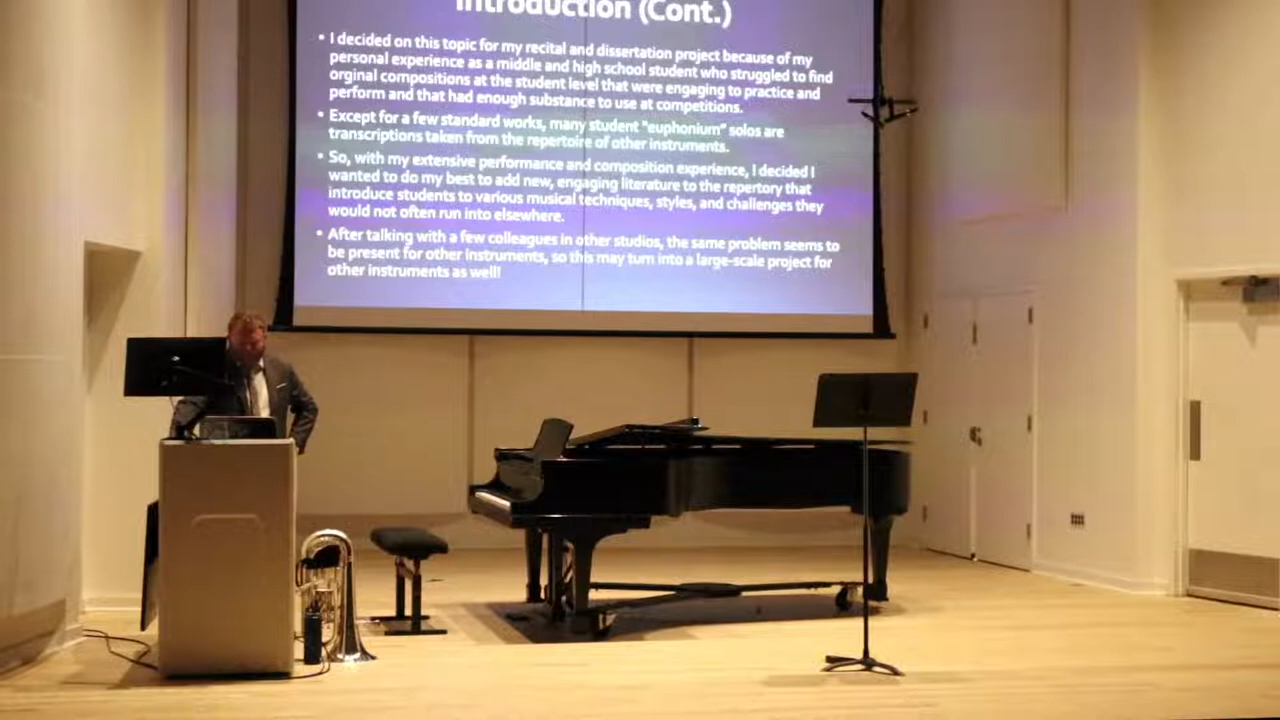 Introduction (Cont.)
• I decided on this topic for my recital and dissertation project because of my
personal experience as a middle and high school student who struggled to find
orginal compositions at the student level that were engaging to practice and
perform and that had enough substance to use at competitions.
• Except for a few standard works, many student "euphonium" solos are
transcriptions taken from the repertoire of other instruments.
• So, with my extensive performance and composition experience, I decided I
wanted to do my best to add new, engaging literature to the repertory that
introduce students to various musical techniques, styles, and challenges they
would not often run into elsewhere.
• After talking with a few colleagues in other studios, the same problem seems to
be present for other instruments, so this may turn into a large-scale project for
other instruments as well!